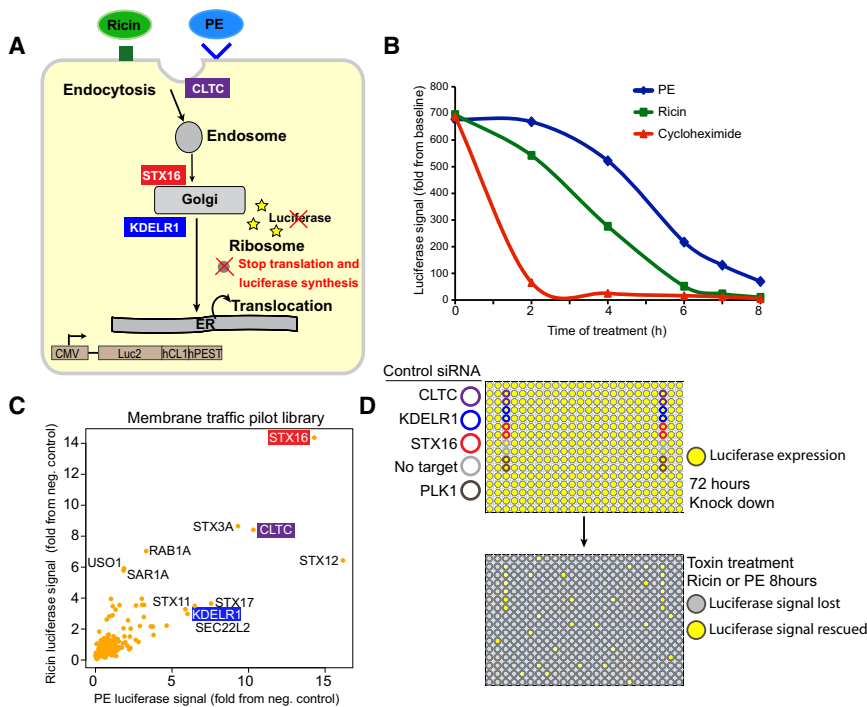 A
Ricin
PE
CLTC
Endocytosis
Endosome
STX16
Golgi
KDELR1
Luciferase
Ribosome
Stop translation and
luciferase synthesis
Translocation
ER
CMV
Luc2
hCL1hPEST
B
Luciferase signal (fold from baseline)
800
700
600
500
400
300
200
100
0
PE
Ricin
Cycloheximide
0 2 4 6 8
Time of treatment (h)
C
Membrane traffic pilot library
Ricin luciferase signal (fold from neg. control)
14
12
10
8
6
4
2
0
STX16
STX3A
CLTC
RAB1A
STX12
USO1
SAR1A
STX11
STX17
KDELR1
SEC22L2
0 5 10 15
PE luciferase signal (fold from neg. control)
D
Control siRNA
CLTC
KDELR1
STX16
No target
PLK1
Luciferase expression
72 hours
Knock down
Toxin treatment
Ricin or PE 8hours
Luciferase signal lost
Luciferase signal rescued